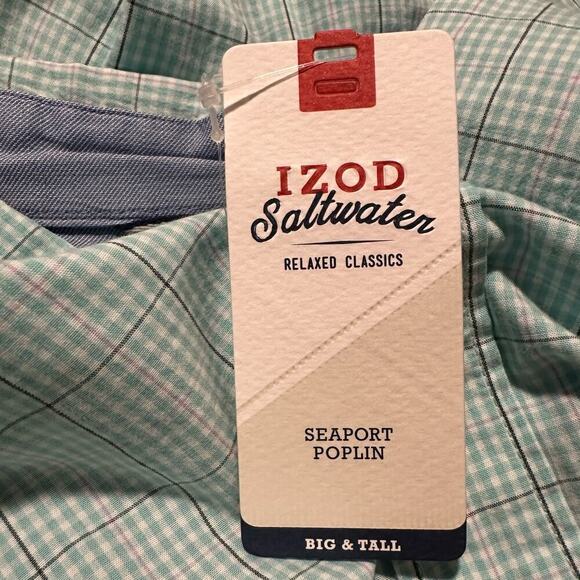 IZOD
Saltwater
RELAXED CLASSICS
SEAPORT
POPLIN
BIG & TALL